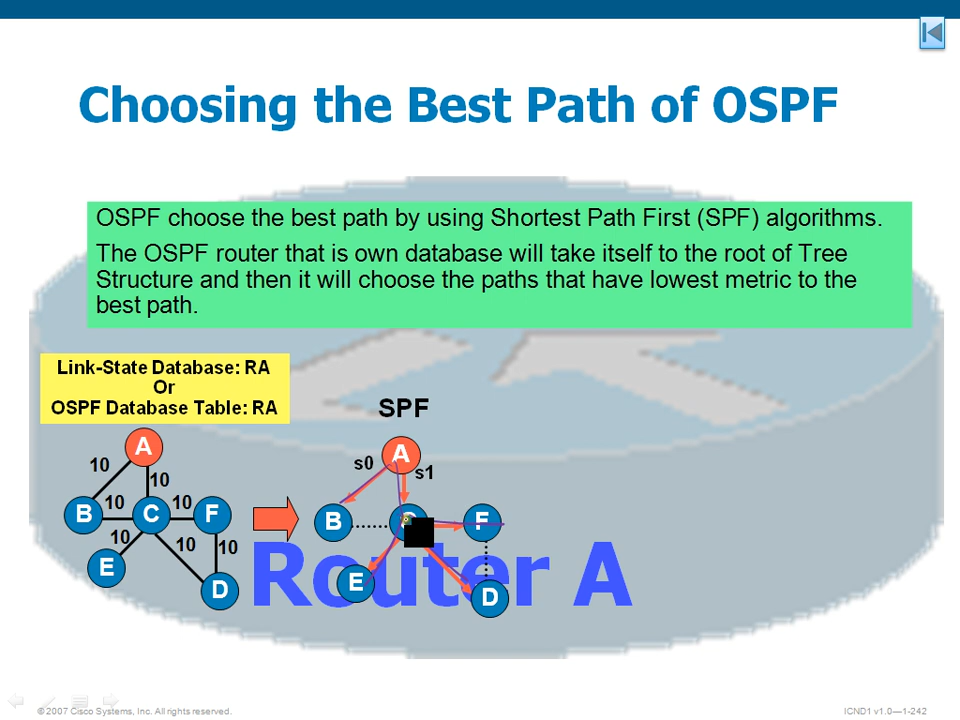 Choosing the Best Path of OSPF
OSPF choose the best path by using Shortest Path First (SPF) algorithms.
The OSPF router that is own database will take itself to the root of Tree
Structure and then it will choose the paths that have lowest metric to the
best path.
Link-State Database: RA
Or
OSPF Database Table: RA
SPF
A
10
10
B
10
C
10
F
10
10
10
E
D
A
s0
s1
B
F
E
D
Router A
© 2007 Cisco Systems, Inc. All rights reserved.
ICND1 v1.0—1-242